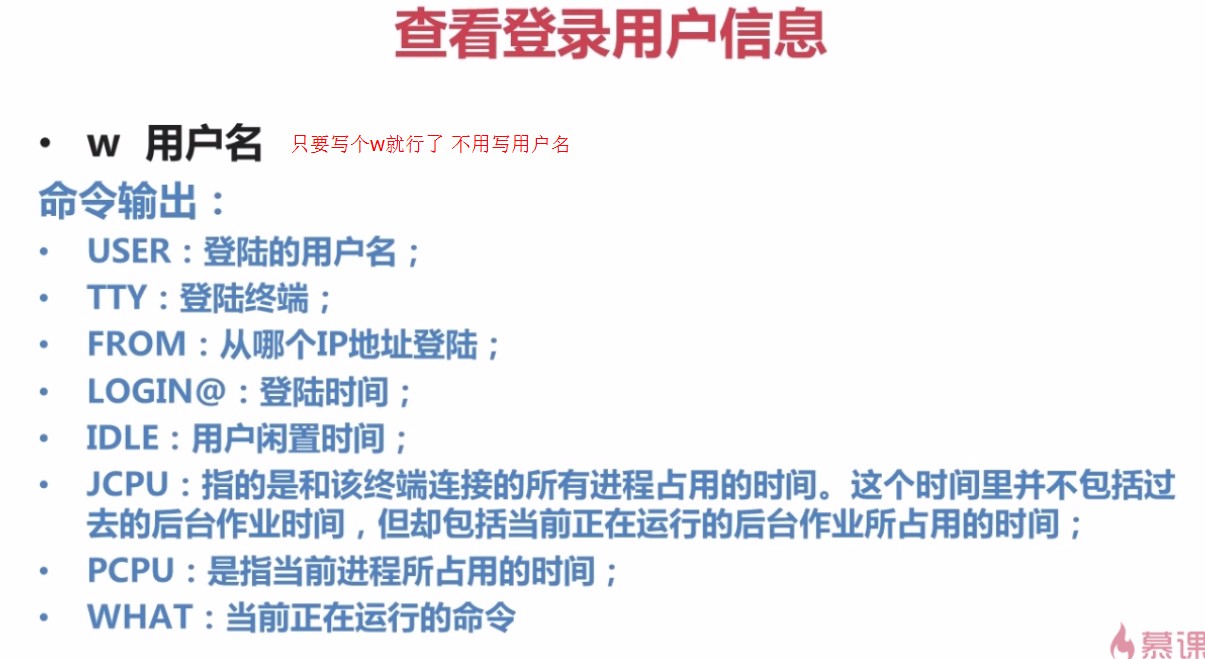 查看登录用户信息
• w 用户名 只要写个w就行了 不用写用户名
命令输出：
• USER：登陆的用户名；
• TTY：登陆终端；
• FROM：从哪个IP地址登陆；
• LOGIN@：登陆时间；
• IDLE：用户闲置时间；
• JCPU：指的是和该终端连接的所有进程占用的时间。这个时间里并不包括过
去的后台作业时间，但却包括当前正在运行的后台作业所占用的时间；
• PCPU：是指当前进程所占用的时间；
• WHAT：当前正在运行的命令
慕课